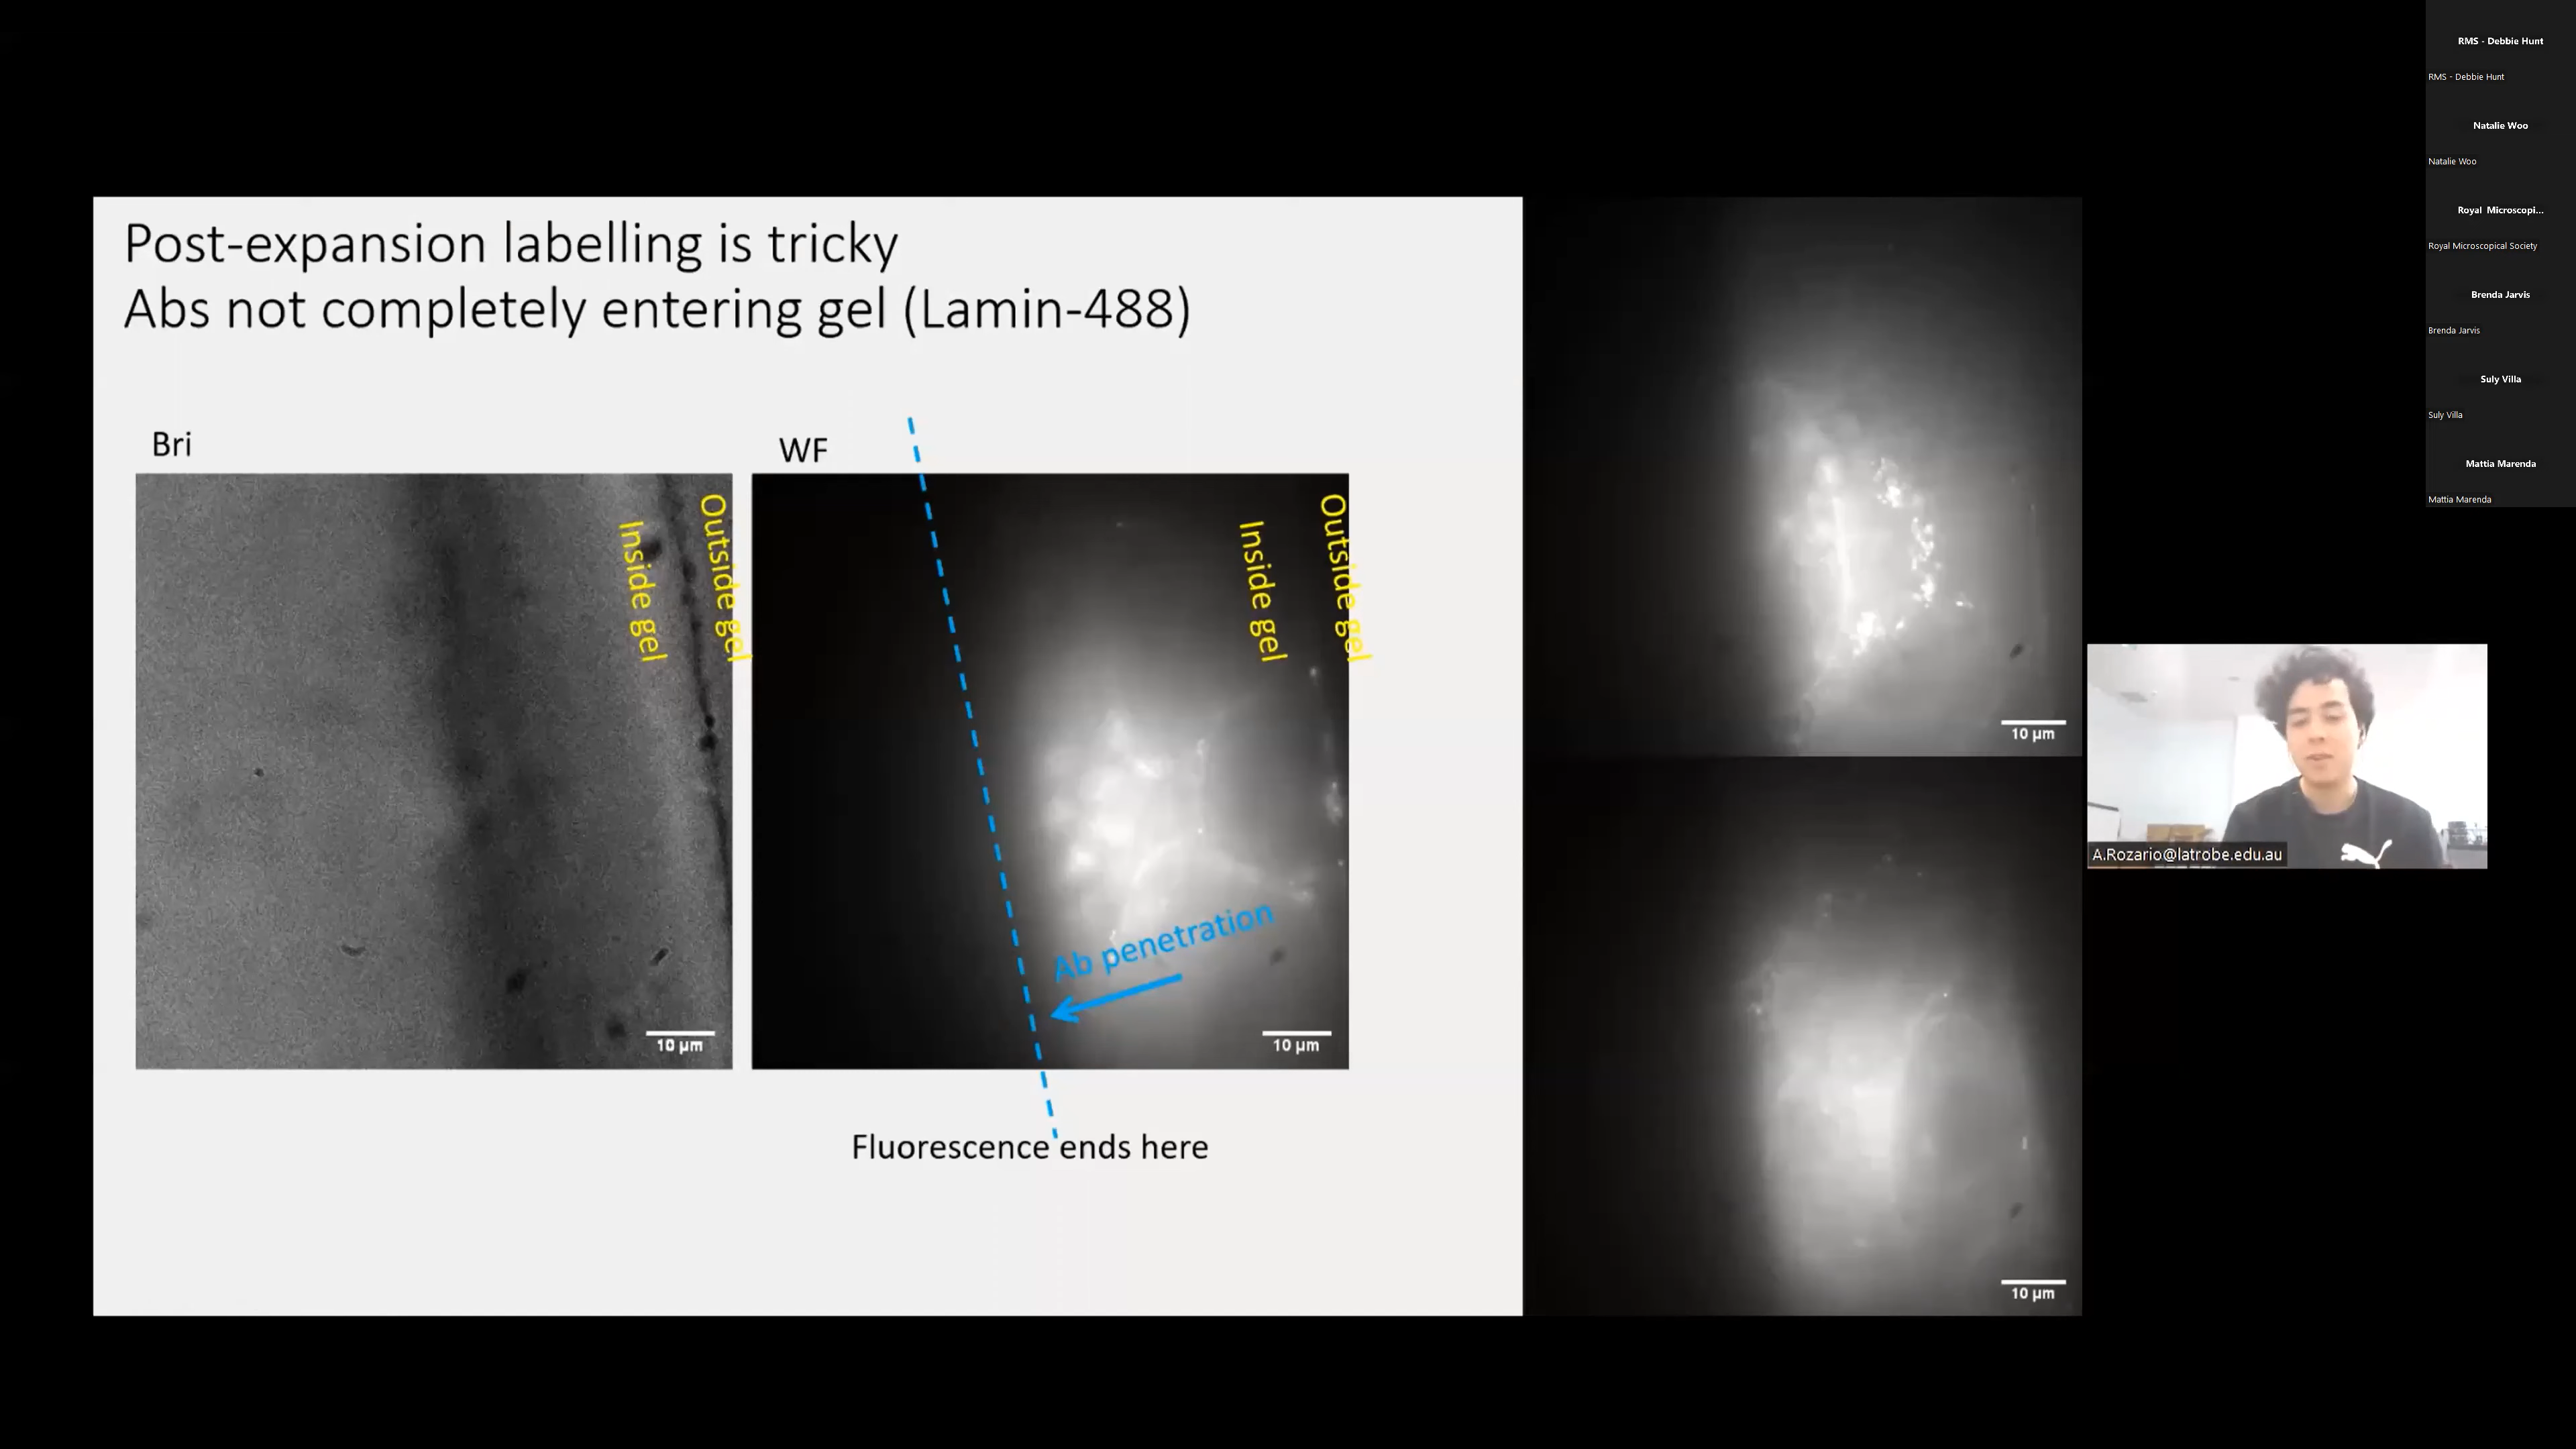 Post-expansion labelling is tricky
Abs not completely entering gel (Lamin-488)
Bri
WF
Inside gel
Outside gel
Inside gel
Outside gel
Ab penetration
10 µm
10 µm
Fluorescence ends here
10 µm
10 µm
A.Rozario@latrobe.edu.au
RMS - Debbie Hunt
RMS - Debbie Hunt
Natalie Woo
Natalie Woo
Royal Microscopi...
Royal Microscopical Society
Brenda Jarvis
Brenda Jarvis
Suly Villa
Suly Villa
Mattia Marenda
Mattia Marenda